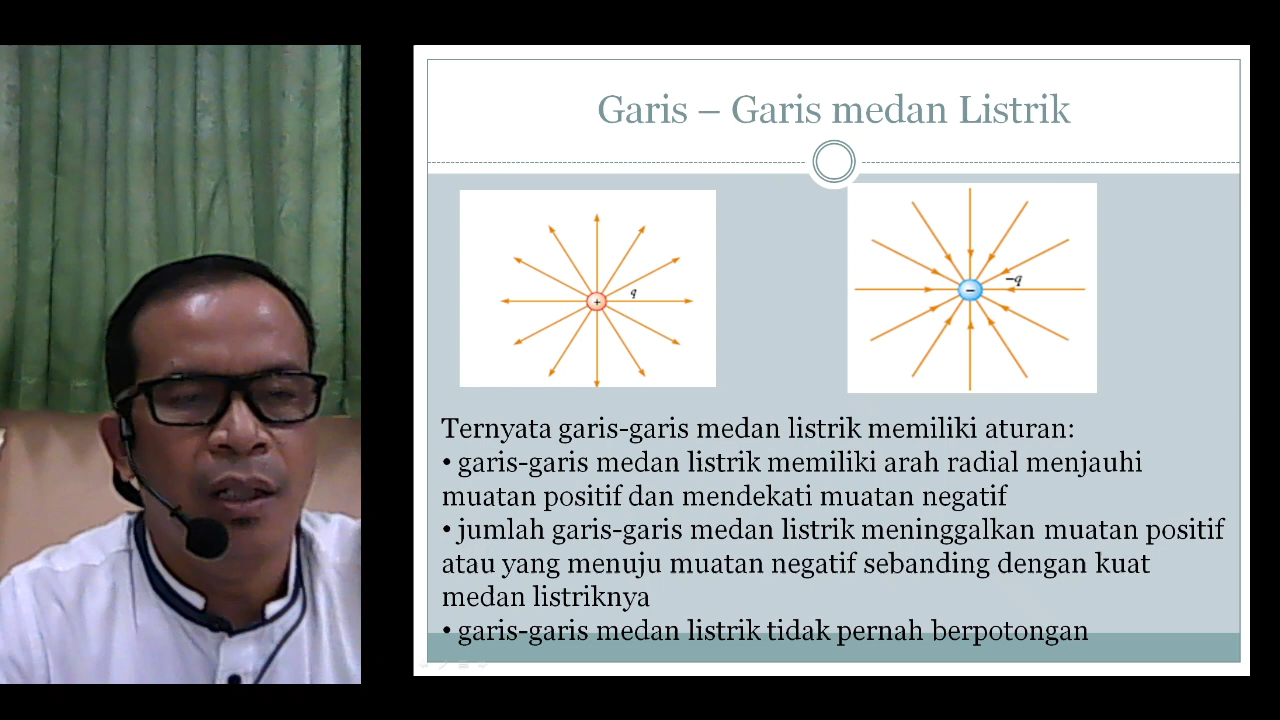 Garis – Garis medan Listrik
+
q
−
−q
Ternyata garis-garis medan listrik memiliki aturan:
• garis-garis medan listrik memiliki arah radial menjauhi
muatan positif dan mendekati muatan negatif
• jumlah garis-garis medan listrik meninggalkan muatan positif
atau yang menuju muatan negatif sebanding dengan kuat
medan listriknya
• garis-garis medan listrik tidak pernah berpotongan